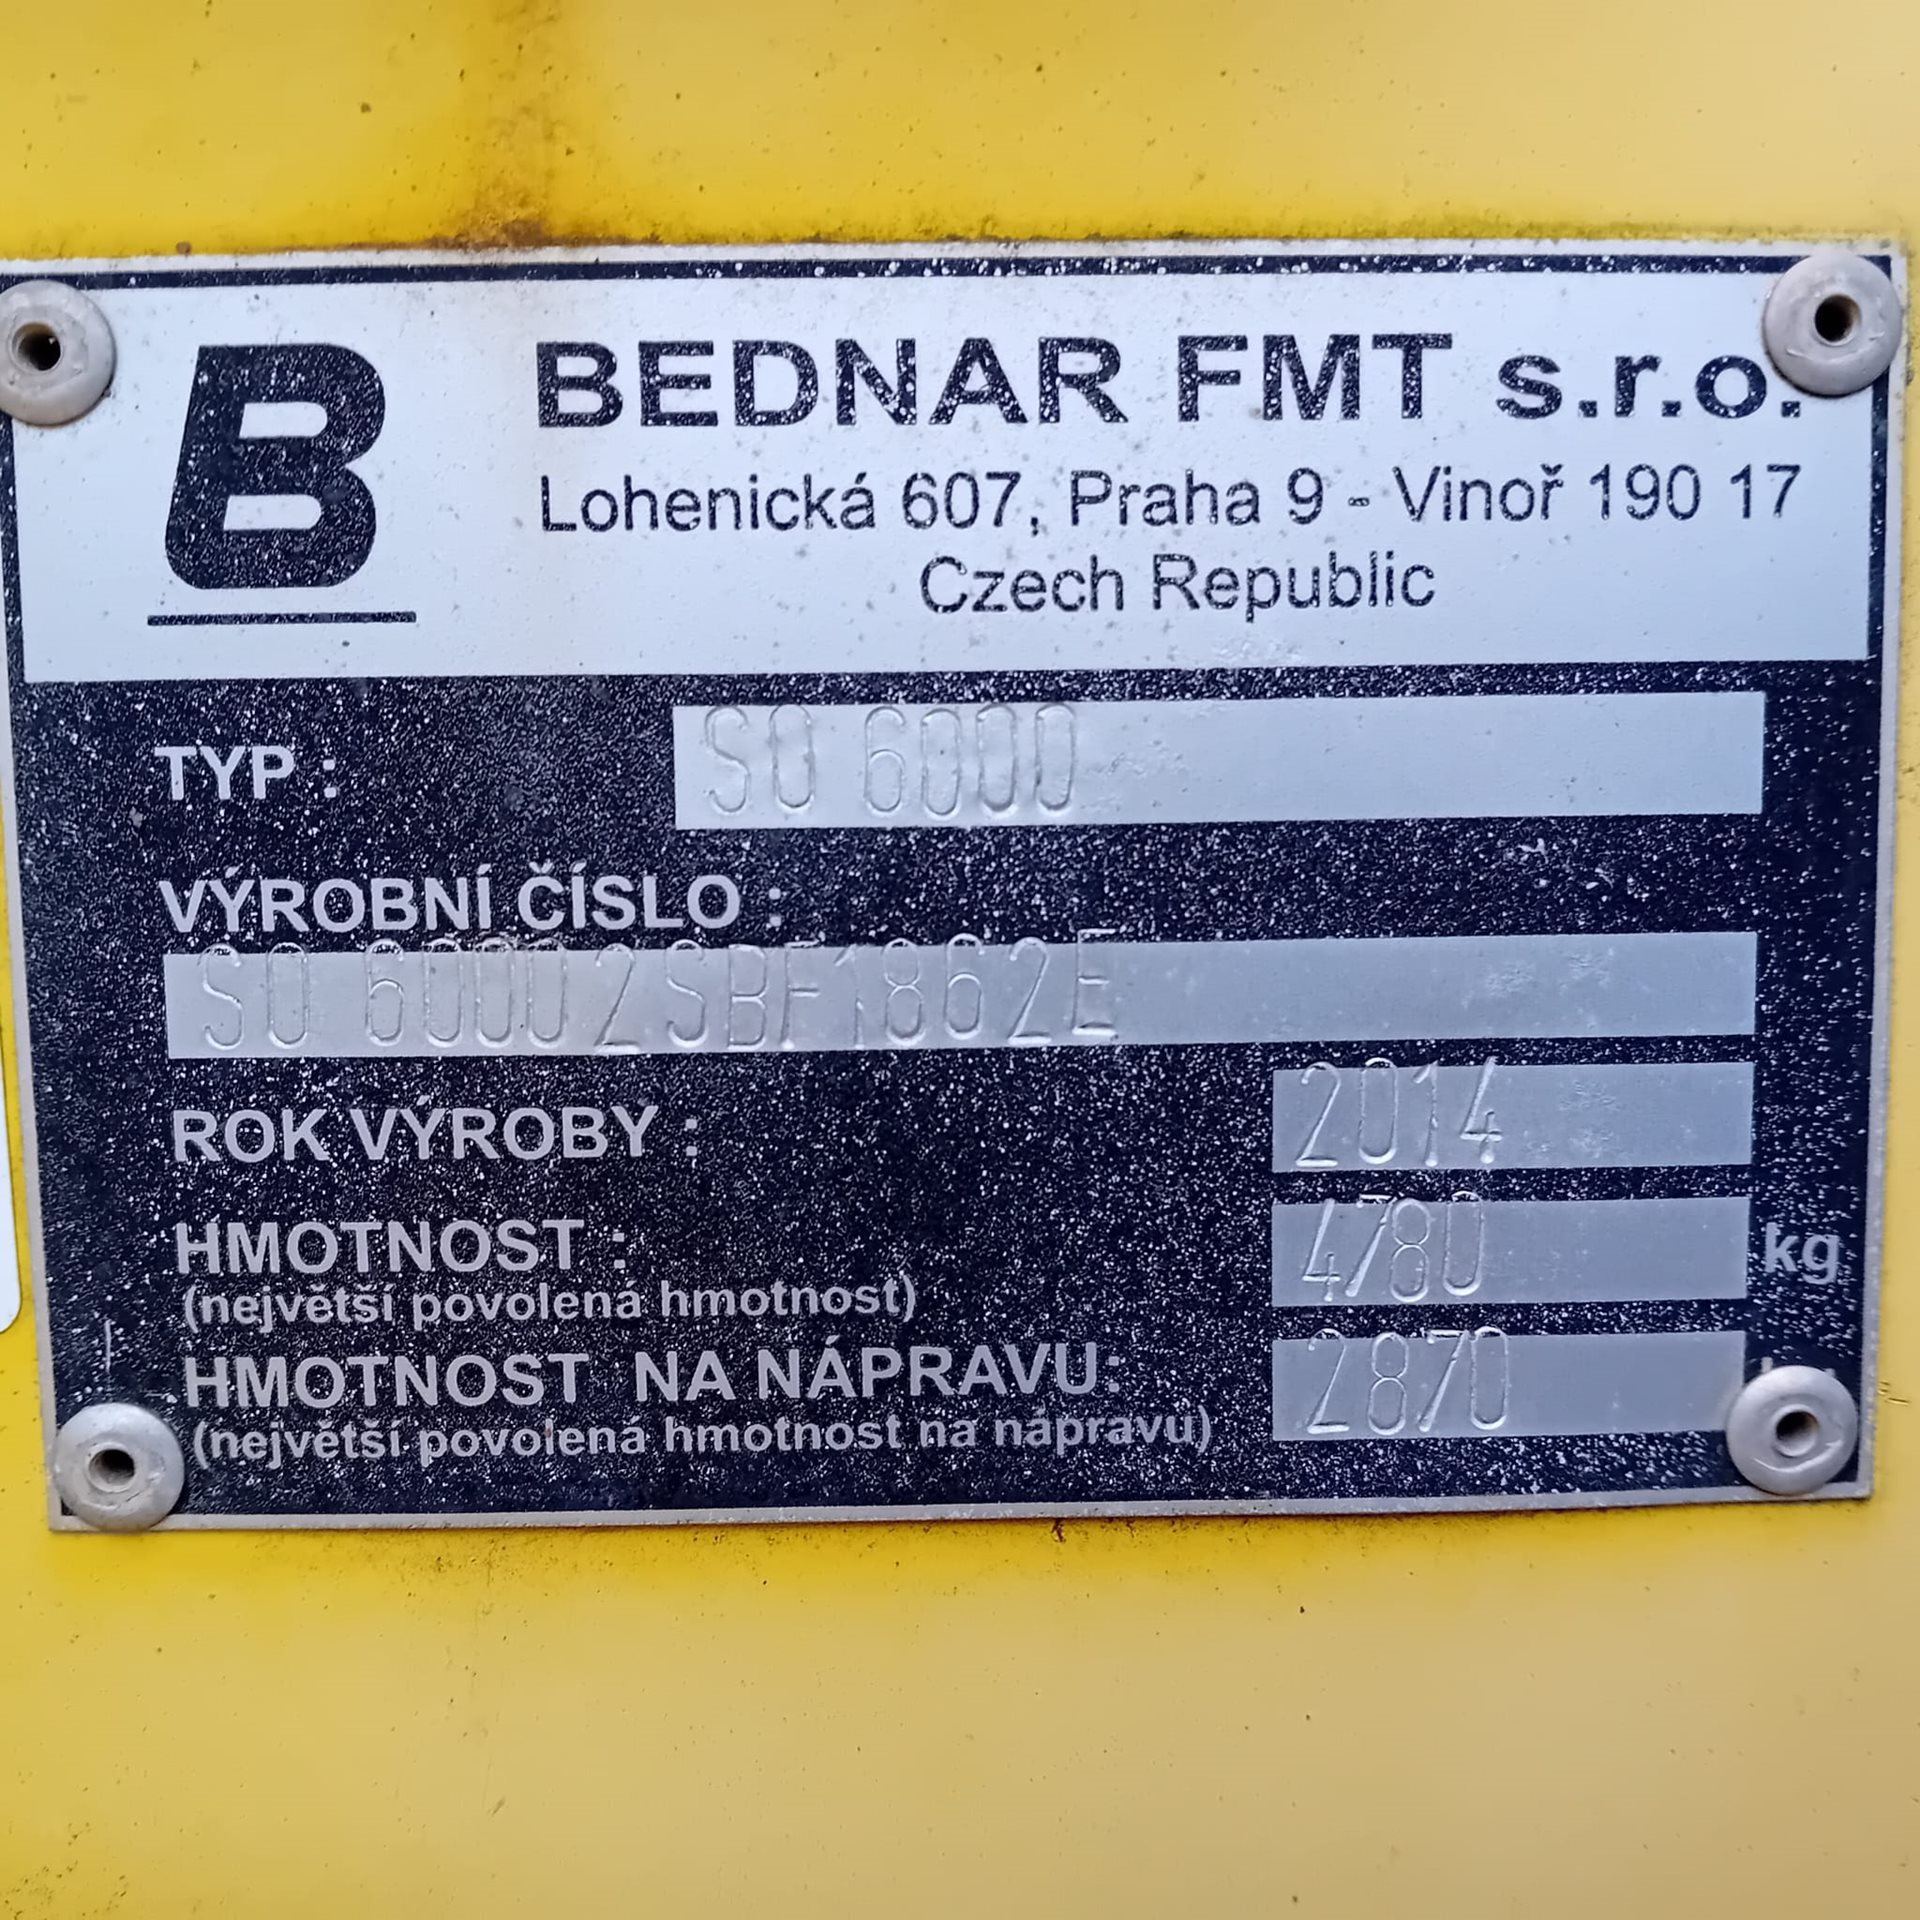 B BEDNAR FMT s.r.o.
Lohenická 607, Praha 9 - Vinoř 190 17
Czech Republic
TYP : SO 6000
VÝROBNÍ ČÍSLO :
SO 60002SBF1862E
ROK VÝROBY : 2014
HMOTNOST : 4780 kg
(největší povolená hmotnost)
HMOTNOST NA NÁPRAVU: 2870
(největší povolená hmotnost na nápravu)